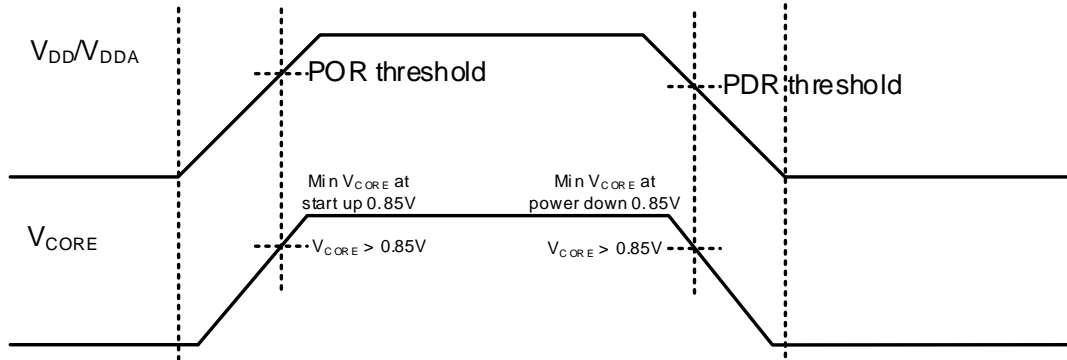 VDD/VDDA
POR threshold
PDR threshold
Min VCORE at
start up 0.85V
Min VCORE at
power down 0.85V
VCORE
VCORE > 0.85V
VCORE > 0.85V